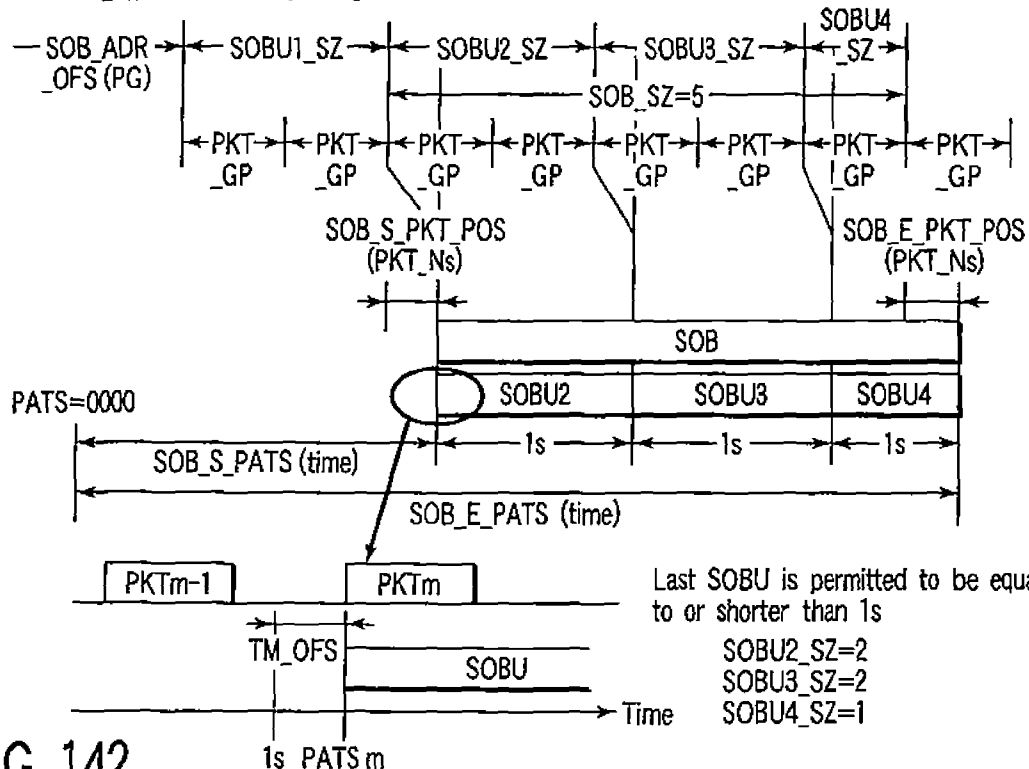 SOBU4
SOB_ADR SOBU1_SZ SOBU2_SZ SOBU3_SZ _SZ
_OFS (PG)
SOB_SZ=5
PKT PKT PKT PKT PKT PKT PKT PKT
_GP _GP _GP _GP _GP _GP _GP _GP
SOB_S_PKT_POS SOB_E_PKT_POS
(PKT_Ns) (PKT_Ns)
SOB
PATS=0000 SOBU2 SOBU3 SOBU4
1s 1s 1s
SOB_S_PATS (time)
SOB_E_PATS (time)
PKTm-1 PKTm
Last SOBU is permitted to be equa
to or shorter than 1s
TM_OFS SOBU2_SZ=2
SOBU SOBU3_SZ=2
Time SOBU4_SZ=1
G. 142 1s PATS m